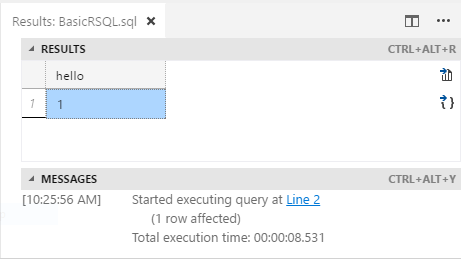 Results: BasicRSQL.sql
RESULTS CTRL+ALT+R
hello
1 1
MESSAGES CTRL+ALT+Y
[10:25:56 AM] Started executing query at Line 2
(1 row affected)
Total execution time: 00:00:08.531